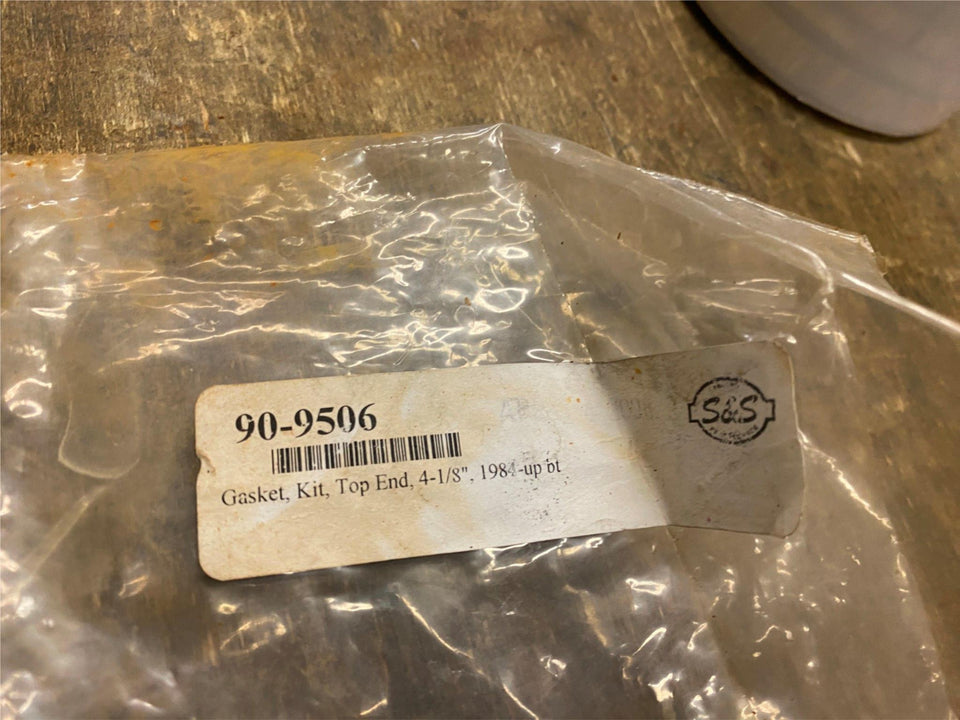 90-9506
S&S
Gasket, Kit, Top End, 4-1/8", 1984-up bt